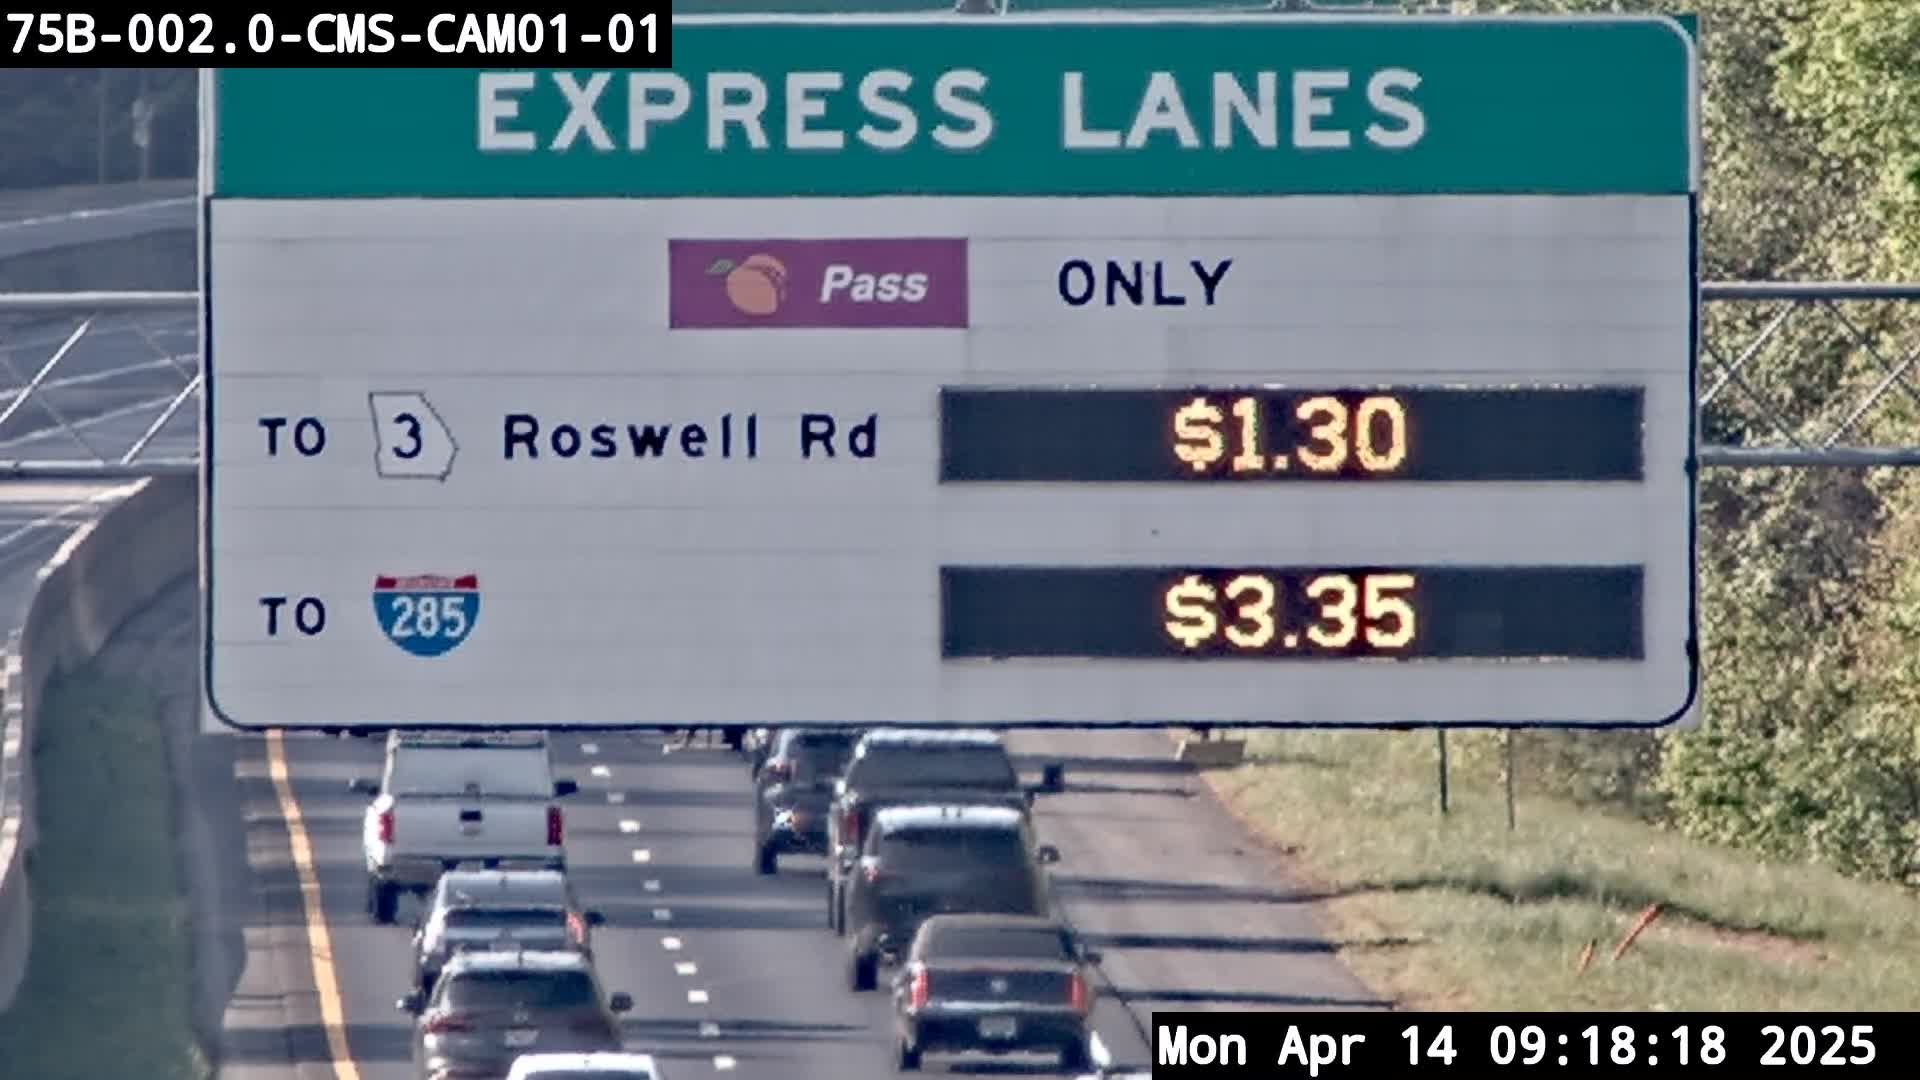 75B-002.0-CMS-CAM01-01
EXPRESS LANES
Pass ONLY
TO 3 Roswell Rd $1.30
TO 285 $3.35
Mon Apr 14 09:18:18 2025